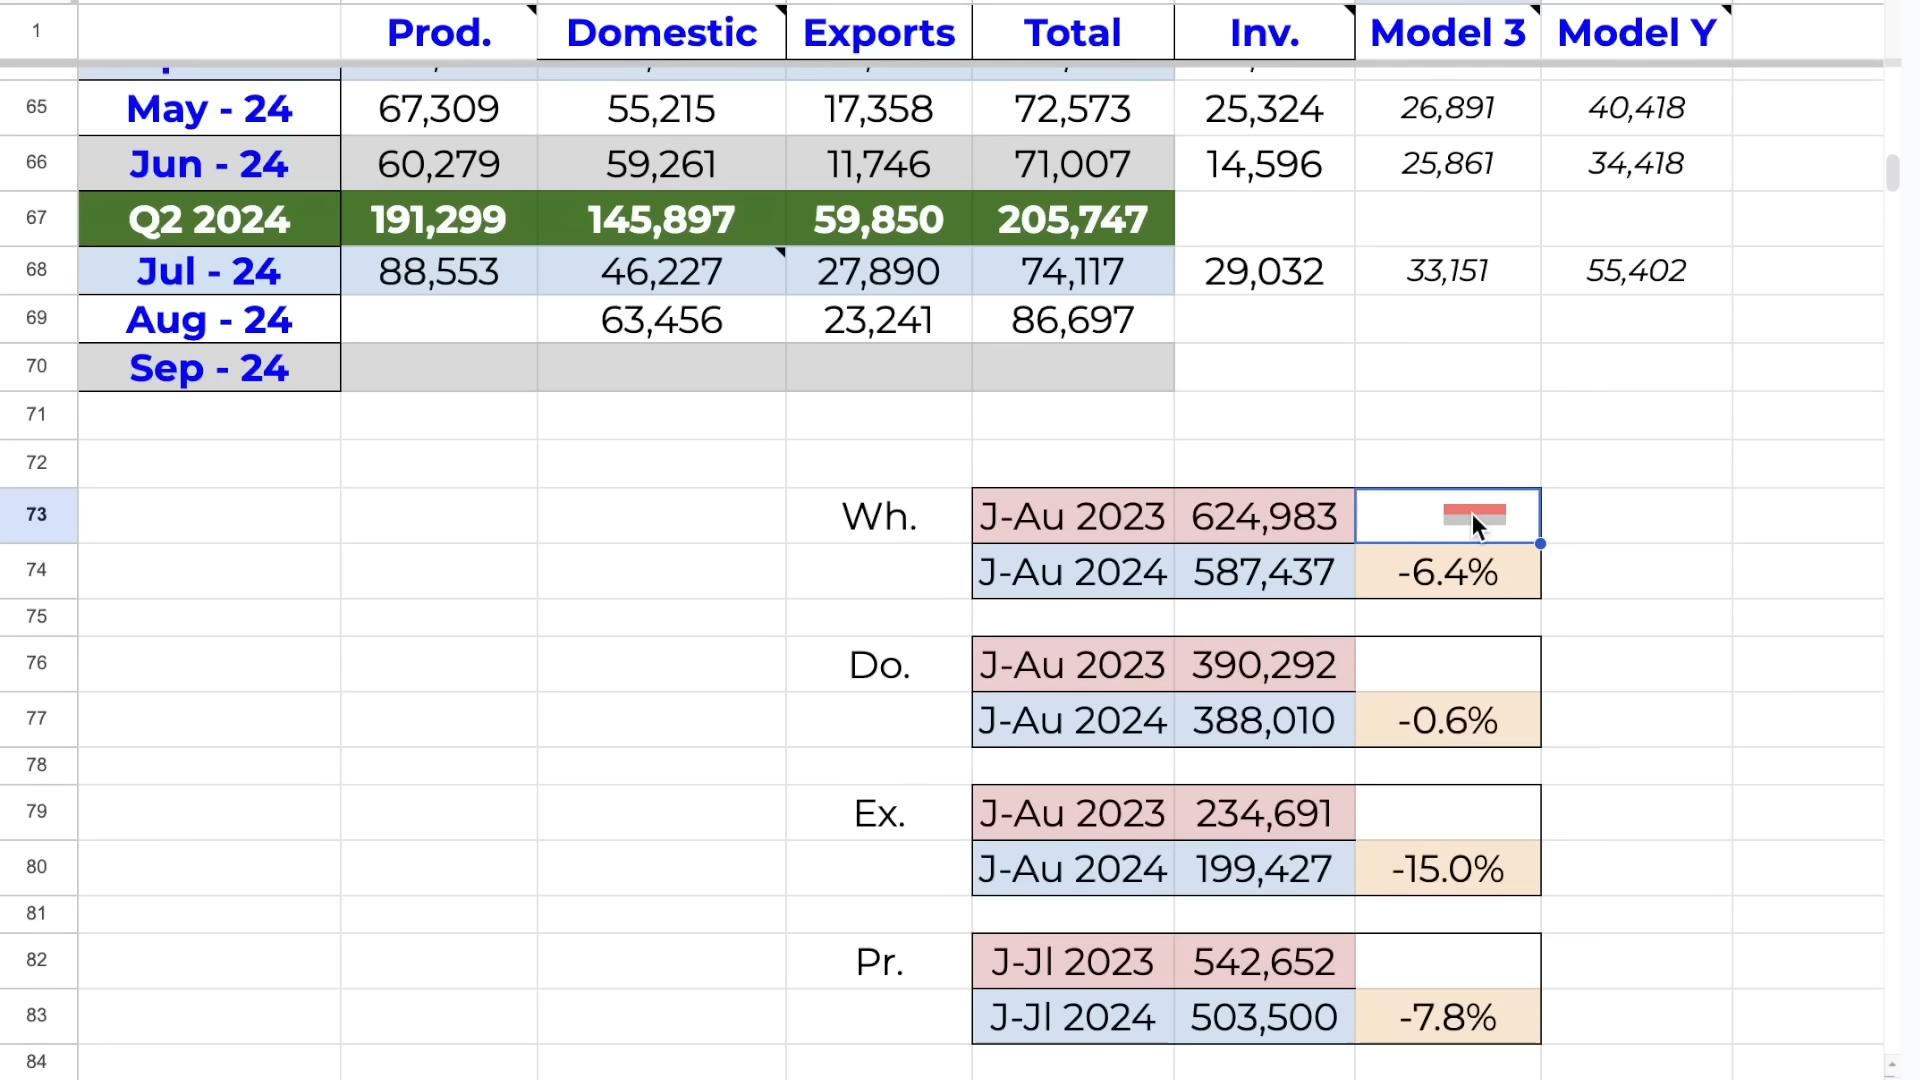 1 Prod. Domestic Exports Total Inv. Model 3 Model Y
65 May - 24 67,309 55,215 17,358 72,573 25,324 26,891 40,418
66 Jun - 24 60,279 59,261 11,746 71,007 14,596 25,861 34,418
67 Q2 2024 191,299 145,897 59,850 205,747
68 Jul - 24 88,553 46,227 27,890 74,117 29,032 33,151 55,402
69 Aug - 24 63,456 23,241 86,697
70 Sep - 24
71
72
73 Wh. J-Au 2023 624,983
74 J-Au 2024 587,437 -6.4%
75
76 Do. J-Au 2023 390,292
77 J-Au 2024 388,010 -0.6%
78
79 Ex. J-Au 2023 234,691
80 J-Au 2024 199,427 -15.0%
81
82 Pr. J-Jl 2023 542,652
83 J-Jl 2024 503,500 -7.8%
84